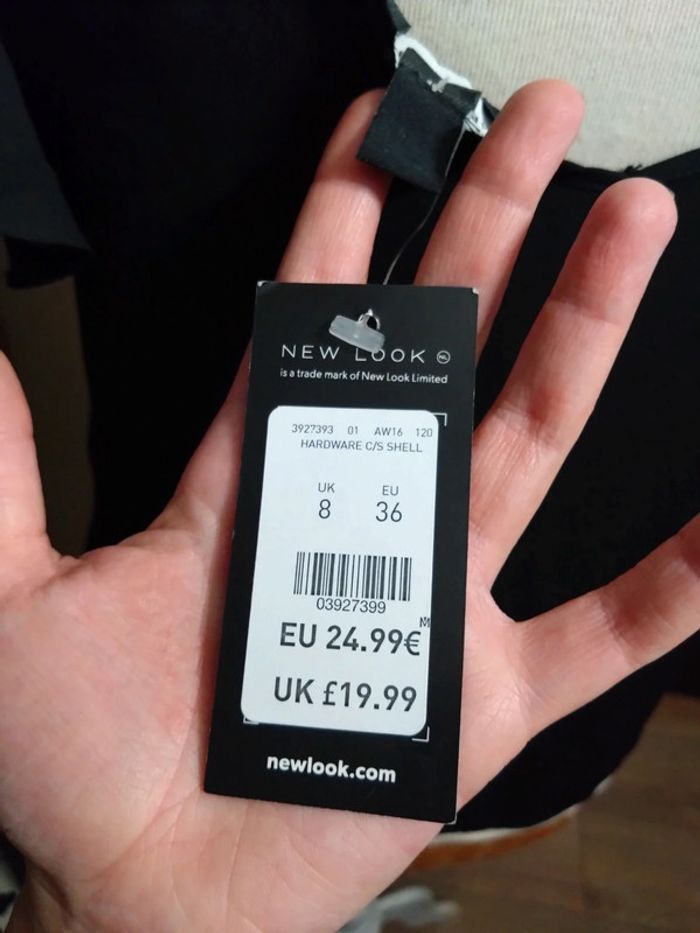 NEW LOOK NL
is a trade mark of New Look Limited
3927393 01 AW16 120
HARDWARE C/S SHELL
UK EU
8 36
03927399
M
EU 24.99€
UK £19.99
newlook.com